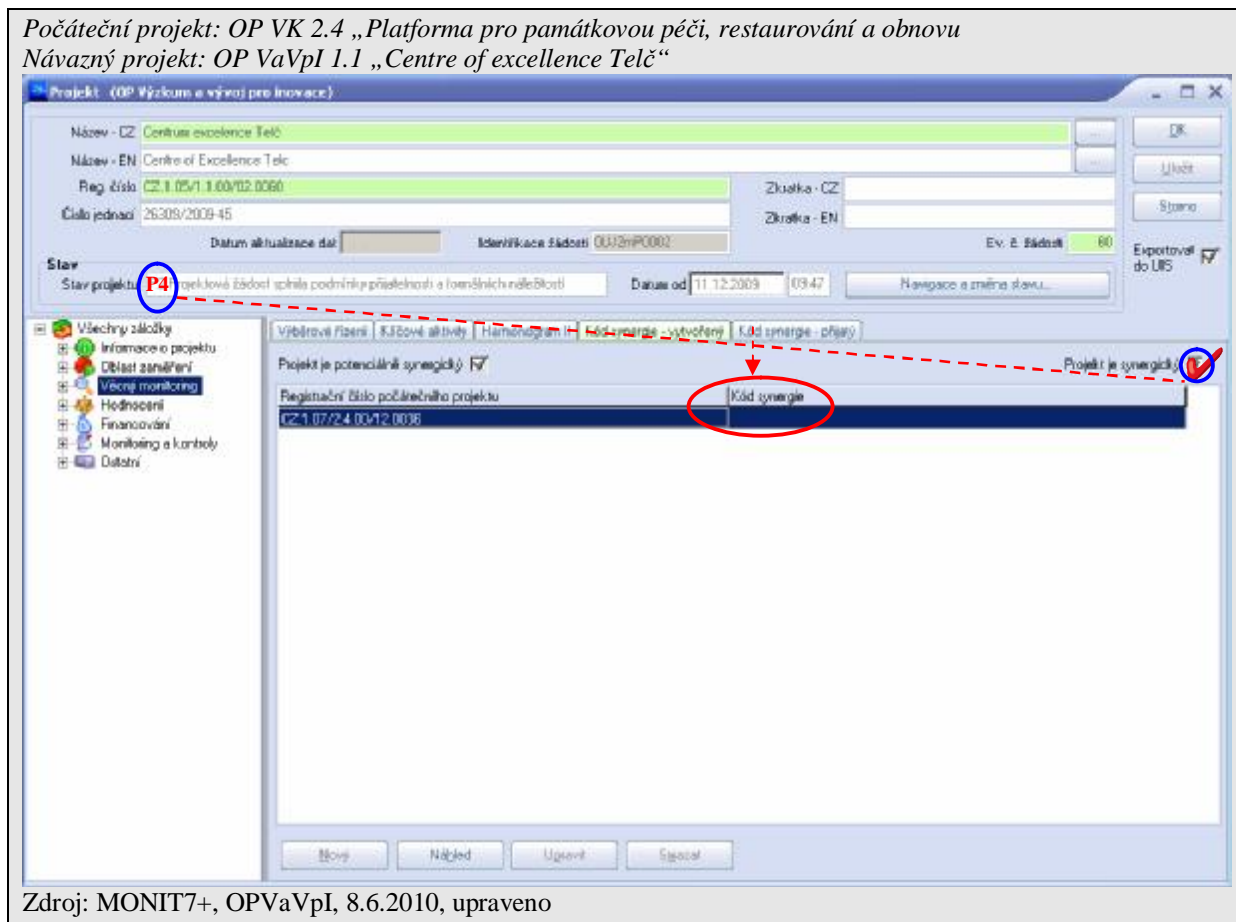 Počáteční projekt: OP VK 2.4 „Platforma pro památkovou péči, restaurování a obnovu
Návazný projekt: OP VaVpI 1.1 „Centre of excellence Telč“
Projekt (OP Výzkum a vývoj pro inovace)
Název - CZ Centrum excelence Telč ... OK
Název - EN Centre of Excellence Telc ... Uložit
Reg. číslo CZ.1.05/1.1.00/02.0060 Zkratka - CZ
Číslo jednací 26309/2009-45 Zkratka - EN Storno
Datum aktualizace dat Identifikace žádosti 0UJ2mP0002 Ev. č. žádosti 60 Exportovat do UIIS
Stav
Stav projektu P4 Projektová žádost splnila podmínky přijatelnosti a formálních náležitostí Datum od 11.12.2009 09:47 Navigace a změna stavu...
Všechny záložky
Informace o projektu
Oblast zaměření
Věcný monitoring
Hodnocení
Financování
Monitoring a kontroly
Ostatní
Výběrová řízení Klíčové aktivity Harmonogram II Kód synergie - vytvořený Kód synergie - přijatý
Projekt je potenciálně synergický Projekt je synergický
Registrační číslo počátečního projektu Kód synergie
CZ.1.07/2.4.00/12.0036
Nový Náhled Upravit Smazat
Zdroj: MONIT7+, OPVaVpI, 8.6.2010, upraveno